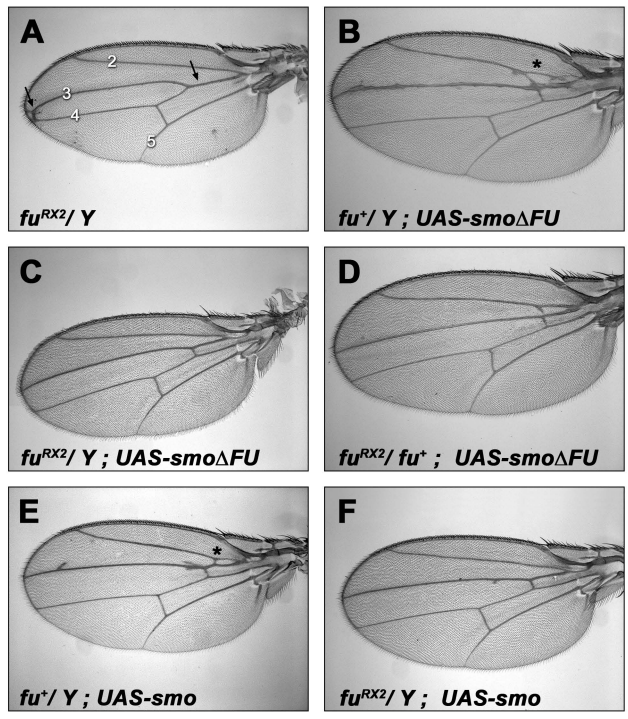 A
2
3
4
5
fuRX2/ Y
B
*
fu+/ Y ; UAS-smoΔFU
C
fuRX2/ Y ; UAS-smoΔFU
D
fuRX2/ fu+ ; UAS-smoΔFU
E
*
fu+/ Y ; UAS-smo
F
fuRX2/ Y ; UAS-smo